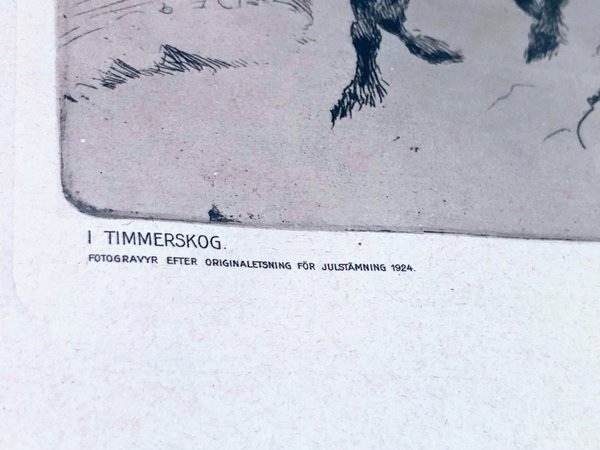 I TIMMERSKOG.
FOTOGRAVYR EFTER ORIGINALETSNING FÖR JULSTÄMNING 1924.